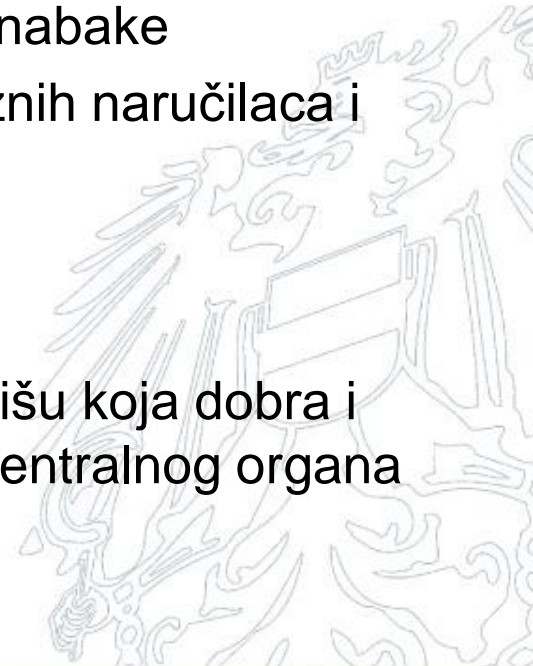 nabake
znih naručilaca i
išu koja dobra i
entralnog organa